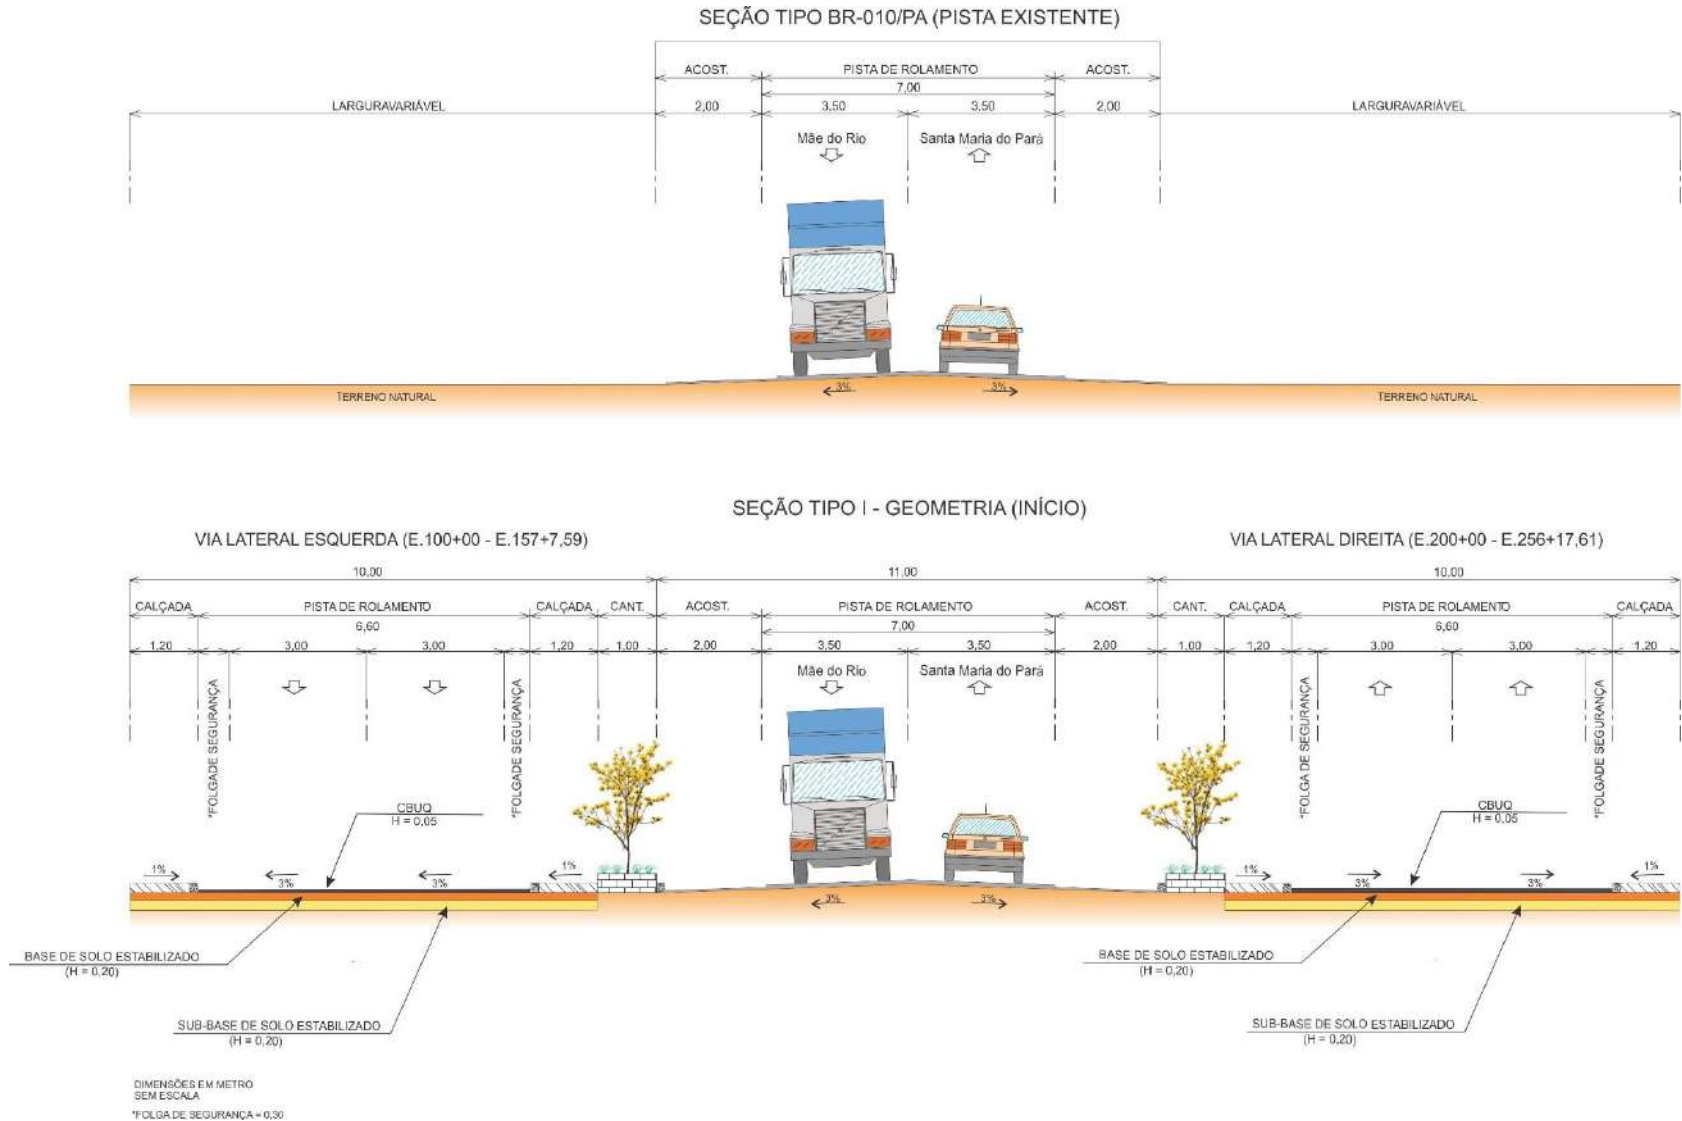 SEÇÃO TIPO BR-010/PA (PISTA EXISTENTE)
ACOST. PISTA DE ROLAMENTO ACOST.
7,00
LARGURAVARIÁVEL 2,00 3,50 3,50 2,00 LARGURAVARIÁVEL
Mãe do Rio Santa Maria do Pará
3% 3%
TERRENO NATURAL TERRENO NATURAL
SEÇÃO TIPO I - GEOMETRIA (INÍCIO)
VIA LATERAL ESQUERDA (E.100+00 - E.157+7,59) VIA LATERAL DIREITA (E.200+00 - E.256+17,61)
10,00 11,00 10,00
CALÇADA PISTA DE ROLAMENTO CALÇADA CANT. ACOST. PISTA DE ROLAMENTO ACOST. CANT. CALÇADA PISTA DE ROLAMENTO CALÇADA
6,60 7,00 6,60
1,20 3,00 3,00 1,20 1,00 2,00 3,50 3,50 2,00 1,00 1,20 3,00 3,00 1,20
Mãe do Rio Santa Maria do Pará
*FOLGADE SEGURANÇA
*FOLGADE SEGURANÇA
*FOLGA DE SEGURANÇA
*FOLGADE SEGURANÇA
CBUQ CBUQ
H = 0,05 H = 0,05
1% 1% 1% 1%
3% 3% 3% 3%
3% 3%
BASE DE SOLO ESTABILIZADO BASE DE SOLO ESTABILIZADO
(H = 0,20) (H = 0,20)
SUB-BASE DE SOLO ESTABILIZADO SUB-BASE DE SOLO ESTABILIZADO
(H = 0,20) (H = 0,20)
DIMENSÕES EM METRO
SEM ESCALA
*FOLGA DE SEGURANÇA = 0,30